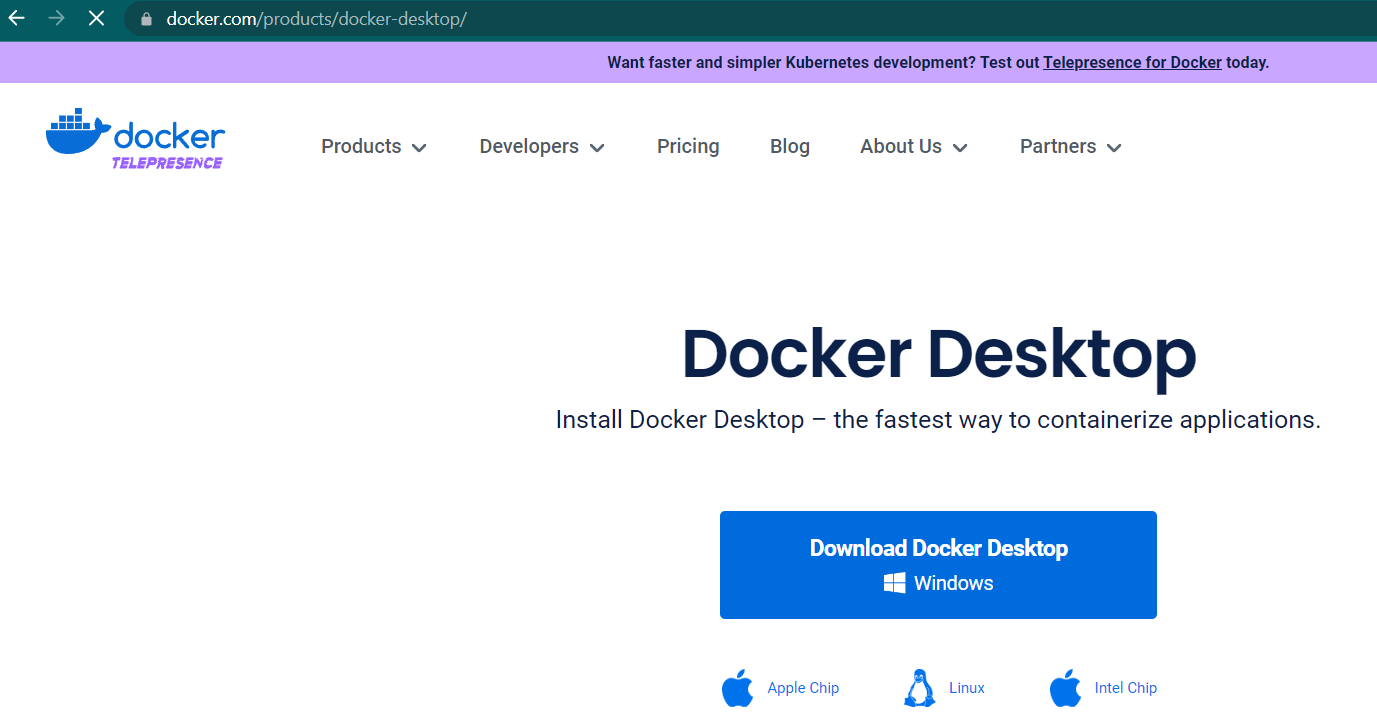 docker.com/products/docker-desktop/
Want faster and simpler Kubernetes development? Test out Telepresence for Docker today.
docker
TELEPRESENCE
Products Developers Pricing Blog About Us Partners
Docker Desktop
Install Docker Desktop – the fastest way to containerize applications.
Download Docker Desktop
Windows
Apple Chip Linux Intel Chip